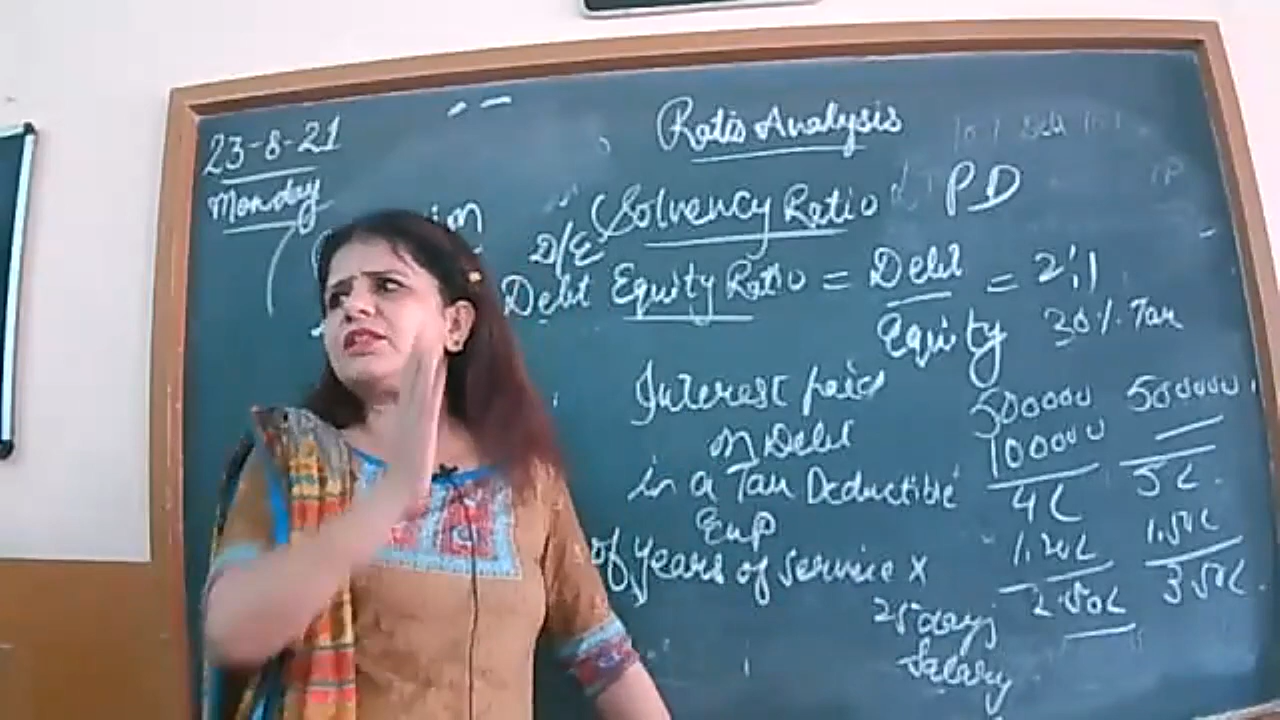 23-8-21
Monday
Ratio Analysis
Solvency Ratio
PD
D/E
Debt Equity Ratio = Debt = 2:1
Equity
30% Tax
Interest paid
on Debt
in a Tax Deductible
Exp
of years of service x
25 days
Salary
500000 500000
100000
4L 5L
1.20L 1.50L
2.80L 3.50L